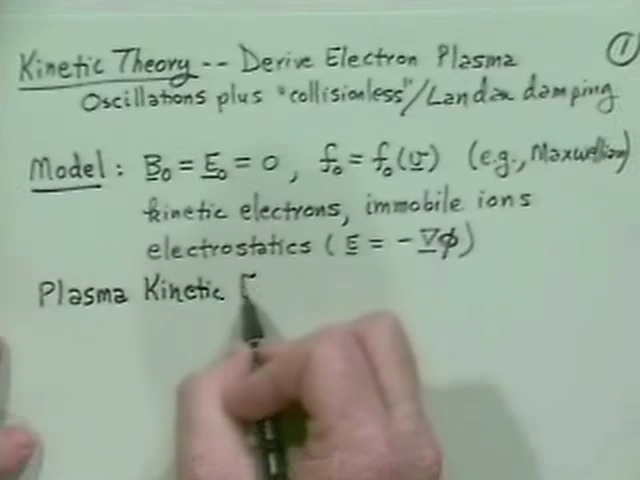 Kinetic Theory -- Derive Electron Plasma ①
Oscillations plus "collisionless"/Landau damping
Model: B₀ = E₀ = 0, f₀ = f₀(v) (e.g., Maxwellian)
kinetic electrons, immobile ions
electrostatics (E = -∇ϕ)
Plasma Kinetic